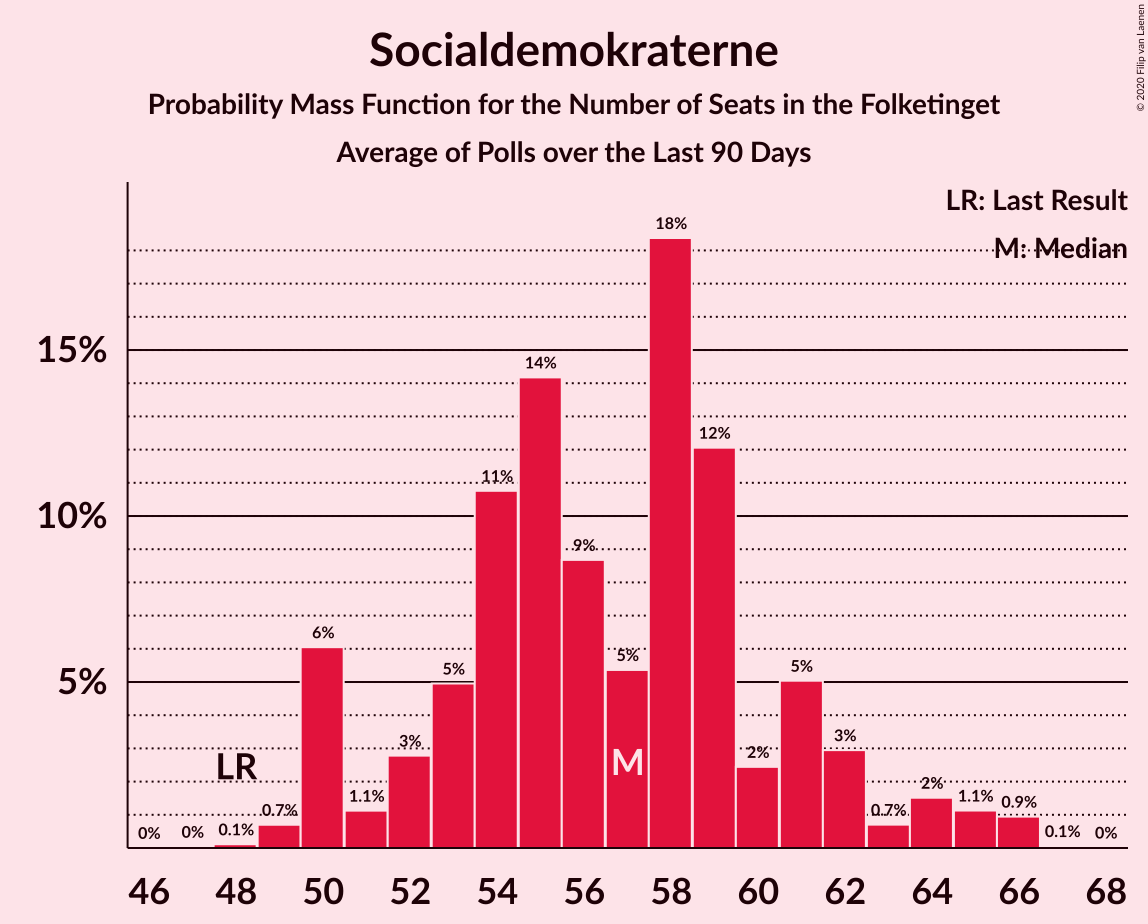 Socialdemokraterne
Probability Mass Function for the Number of Seats in the Folketinget
Average of Polls over the Last 90 Days
© 2020 Filip van Laenen
LR: Last Result
M: Median
18%
15%
14%
12%
11%
10%
9%
6%
5%
5%
5%
5%
LR
M
3%
2%
3%
0%
0%
0.1%
0.7%
1.1%
0.7%
2%
1.1%
0.9%
0.1%
0%
46 48 50 52 54 56 58 60 62 64 66 68